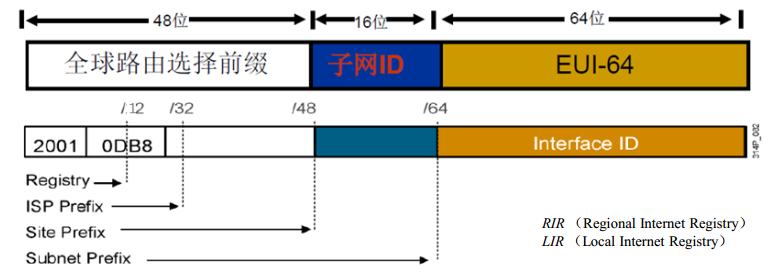 48位 16位 64位
全球路由选择前缀 子网ID EUI-64
/12 /32 /48 /64
2001 0DB8 Interface ID
314P_082
Registry
ISP Prefix
Site Prefix
Subnet Prefix
RIR （Regional Internet Registry）
LIR （Local Internet Registry）